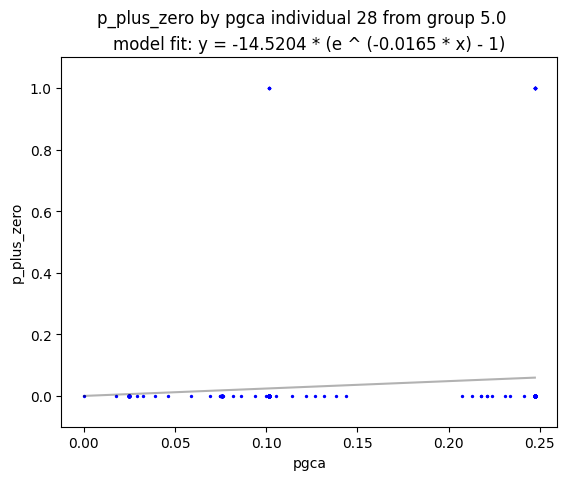 p_plus_zero by pgca individual 28 from group 5.0
model fit: y = -14.5204 * (e ^ (-0.0165 * x) - 1)
1.0
0.8
0.6
0.4
0.2
0.0
p_plus_zero
0.00 0.05 0.10 0.15 0.20 0.25
pgca